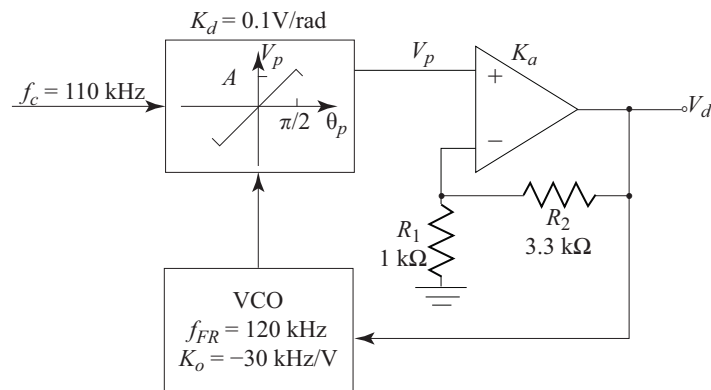 K_d = 0.1V/rad
f_c = 110 kHz
A
V_p
π/2
θ_p
V_p
K_a
+
−
V_d
R_1
1 kΩ
R_2
3.3 kΩ
VCO
f_FR = 120 kHz
K_o = −30 kHz/V